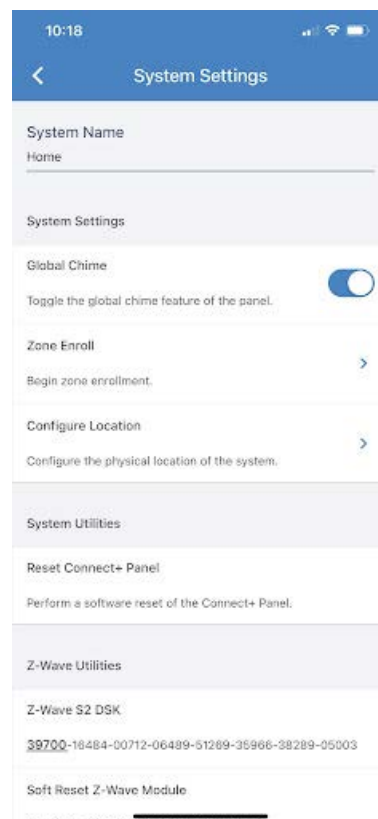 10:18
System Settings
System Name
Home
System Settings
Global Chime
Toggle the global chime feature of the panel.
Zone Enroll
Begin zone enrollment.
Configure Location
Configure the physical location of the system.
System Utilities
Reset Connect+ Panel
Perform a software reset of the Connect+ Panel.
Z-Wave Utilities
Z-Wave S2 DSK
39700-16484-00712-06489-51269-35966-38289-05003
Soft Reset Z-Wave Module